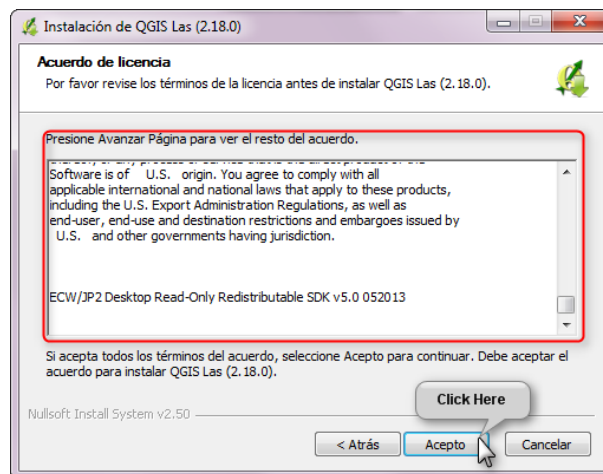 Instalación de QGIS Las (2.18.0)
Acuerdo de licencia
Por favor revise los términos de la licencia antes de instalar QGIS Las (2.18.0).
Presione Avanzar Página para ver el resto del acuerdo.
Software is of U.S. origin. You agree to comply with all
applicable international and national laws that apply to these products,
including the U.S. Export Administration Regulations, as well as
end-user, end-use and destination restrictions and embargoes issued by
U.S. and other governments having jurisdiction.
ECW/JP2 Desktop Read-Only Redistributable SDK v5.0 052013
Si acepta todos los términos del acuerdo, seleccione Acepto para continuar. Debe aceptar el
acuerdo para instalar QGIS Las (2.18.0).
Click Here
Nullsoft Install System v2.50
< Atrás
Acepto
Cancelar